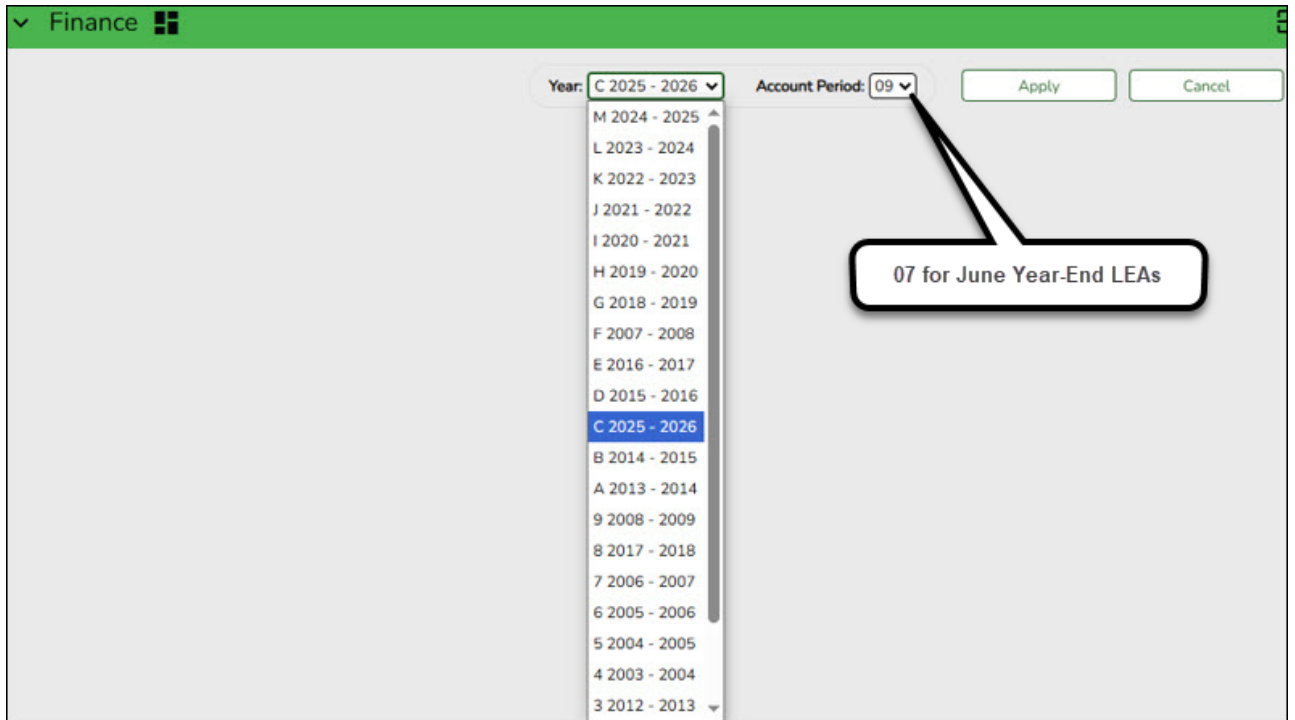 Finance
Year: C 2025 - 2026 Account Period: 09 Apply Cancel
M 2024 - 2025
L 2023 - 2024
K 2022 - 2023
J 2021 - 2022
I 2020 - 2021
H 2019 - 2020
G 2018 - 2019
F 2007 - 2008
E 2016 - 2017
D 2015 - 2016
C 2025 - 2026
B 2014 - 2015
A 2013 - 2014
9 2008 - 2009
8 2017 - 2018
7 2006 - 2007
6 2005 - 2006
5 2004 - 2005
4 2003 - 2004
3 2012 - 2013
07 for June Year-End LEAs